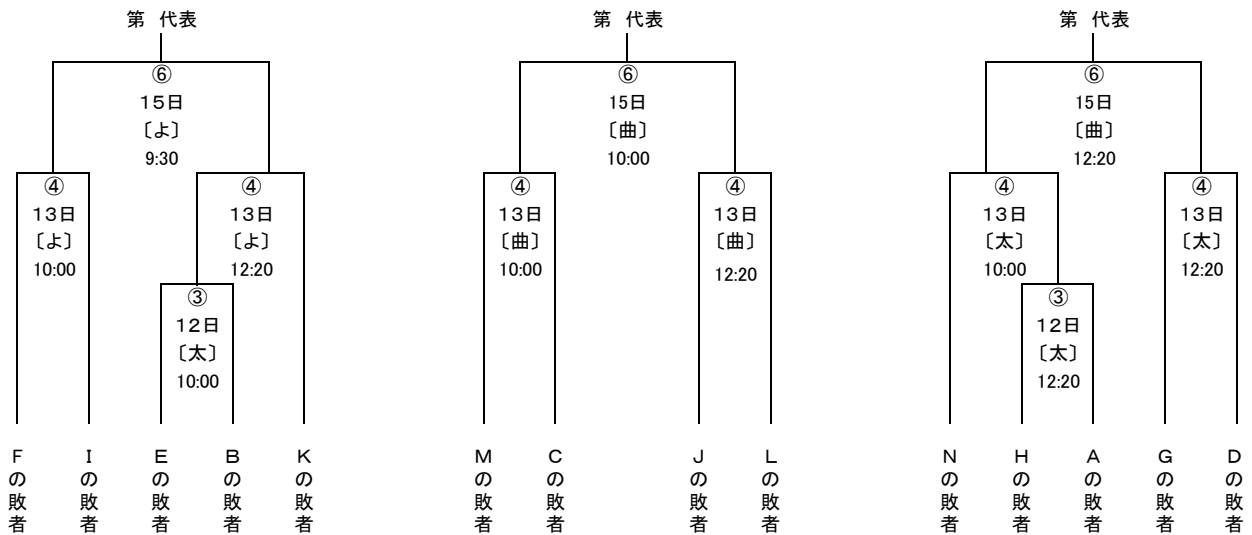 第 代表
第 代表
第 代表
⑥
⑥
⑥
15日
15日
15日
〔よ〕
〔曲〕
〔曲〕
9:30
10:00
12:20
④
④
④
④
④
④
13日
13日
13日
13日
13日
13日
〔よ〕
〔よ〕
〔曲〕
〔曲〕
〔太〕
〔太〕
10:00
12:20
10:00
12:20
10:00
12:20
③
③
12日
12日
〔太〕
〔太〕
10:00
12:20
Fの敗者
Iの敗者
Eの敗者
Bの敗者
Kの敗者
Mの敗者
Cの敗者
Jの敗者
Lの敗者
Nの敗者
Hの敗者
Aの敗者
Gの敗者
Dの敗者